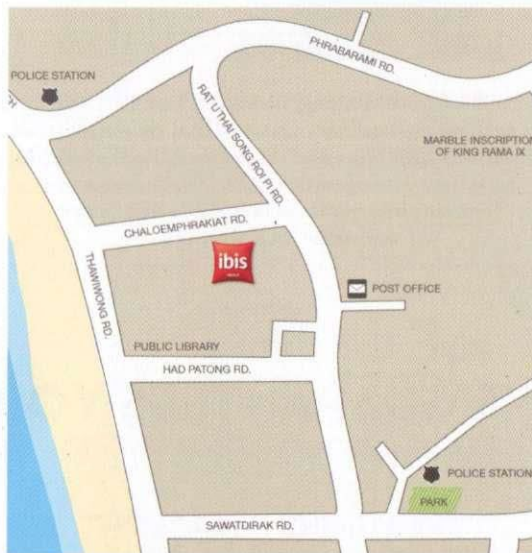 PHRABARAMI RD.
POLICE STATION
RAT U THAI SONG ROI PI RD.
MARBLE INSCRIPTION
OF KING RAMA IX
CHALOEMPHRAKIAT RD.
ibis
THAWIWONG RD.
POST OFFICE
PUBLIC LIBRARY
HAD PATONG RD.
POLICE STATION
PARK
SAWATDIRAK RD.